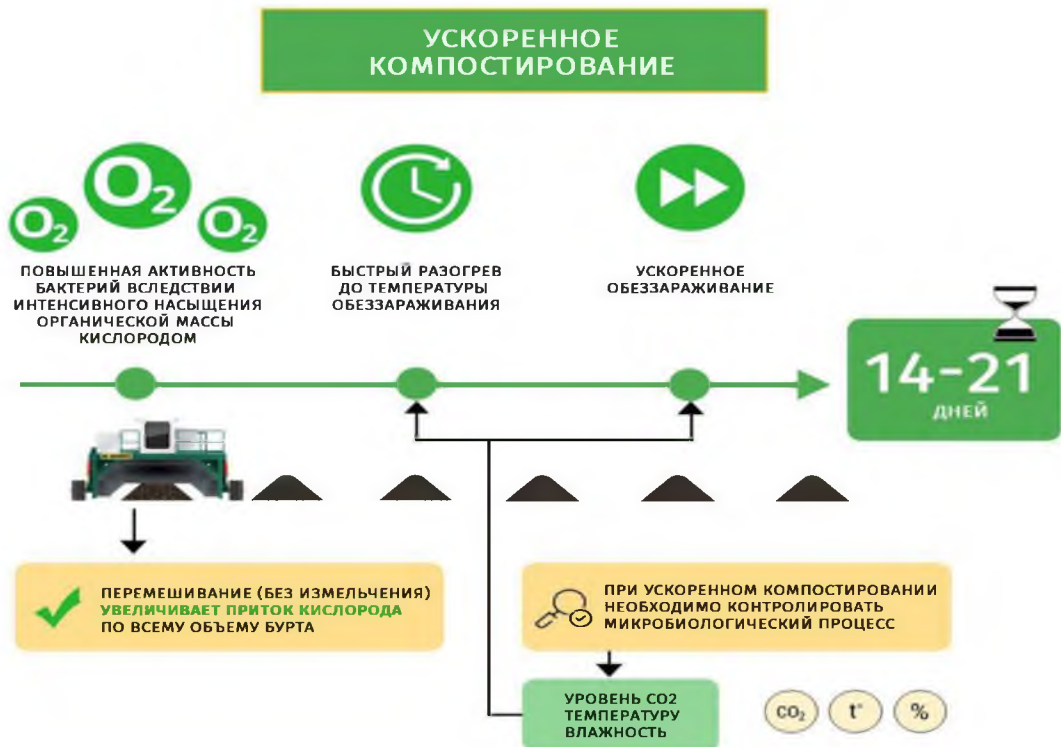 УСКОРЕННОЕ
КОМПОСТИРОВАНИЕ
O2
O2
O2
ПОВЫШЕННАЯ АКТИВНОСТЬ
БАКТЕРИЙ ВСЛЕДСТВИИ
ИНТЕНСИВНОГО НАСЫЩЕНИЯ
ОРГАНИЧЕСКОЙ МАССЫ
КИСЛОРОДОМ
БЫСТРЫЙ РАЗОГРЕВ
ДО ТЕМПЕРАТУРЫ
ОБЕЗЗАРАЖИВАНИЯ
УСКОРЕННОЕ
ОБЕЗЗАРАЖИВАНИЕ
14-21
ДНЕЙ
ПЕРЕМЕШИВАНИЕ (БЕЗ ИЗМЕЛЬЧЕНИЯ)
УВЕЛИЧИВАЕТ ПРИТОК КИСЛОРОДА
ПО ВСЕМУ ОБЪЕМУ БУРТА
ПРИ УСКОРЕННОМ КОМПОСТИРОВАНИИ
НЕОБХОДИМО КОНТРОЛИРОВАТЬ
МИКРОБИОЛОГИЧЕСКИЙ ПРОЦЕСС
УРОВЕНЬ СО2
ТЕМПЕРАТУРУ
ВЛАЖНОСТЬ
CO₂
t°
%